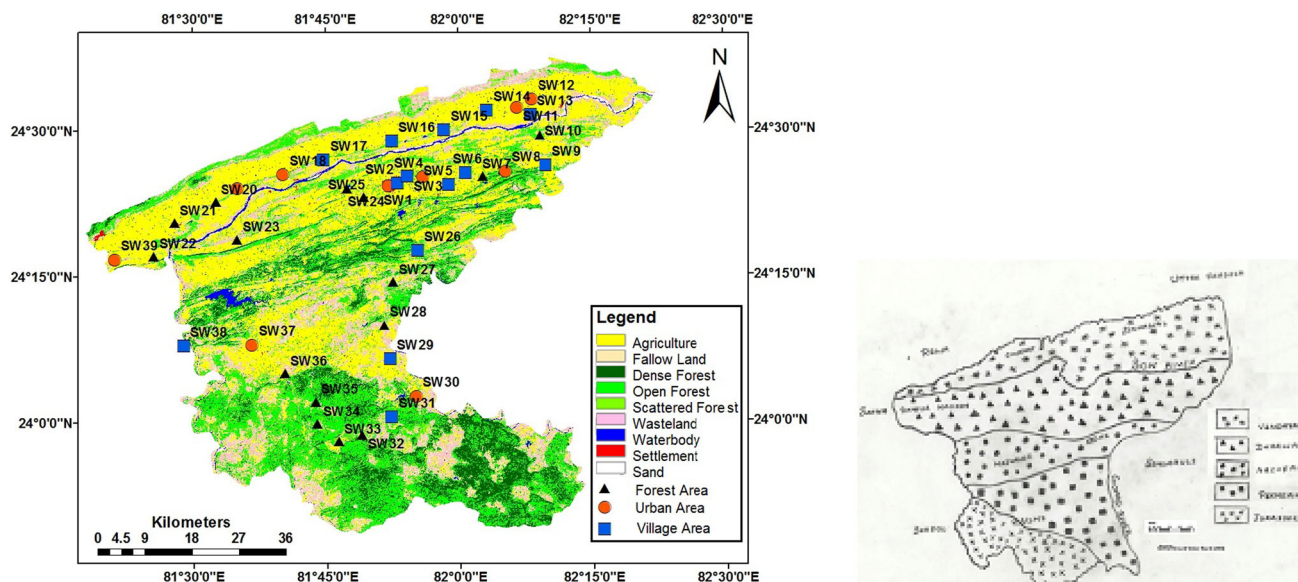 81°30'0"E 81°45'0"E 82°0'0"E 82°15'0"E 82°30'0"E
N
SW12
SW14 SW13
SW15 SW11
24°30'0"N
24°30'0"N
SW16 SW10
SW17 SW9
SW18 SW2 SW4 SW6 SW8
SW5 SW7
SW20 SW25 SW3
SW24 SW1
SW21
SW23
SW39 SW22
SW26
24°15'0"N
24°15'0"N
SW27
SW28
SW38 SW37
SW29
SW36
SW35 SW30
SW34 SW31
24°0'0"N
24°0'0"N
SW33 SW32
Legend
Agriculture
Fallow Land
Dense Forest
Open Forest
Scattered Forest
Wasteland
Waterbody
Settlement
Sand
Forest Area
Urban Area
Village Area
Kilometers
0 4.5 9 18 27 36
81°30'0"E 81°45'0"E 82°0'0"E 82°15'0"E 82°30'0"E
REWA
SON RIVER